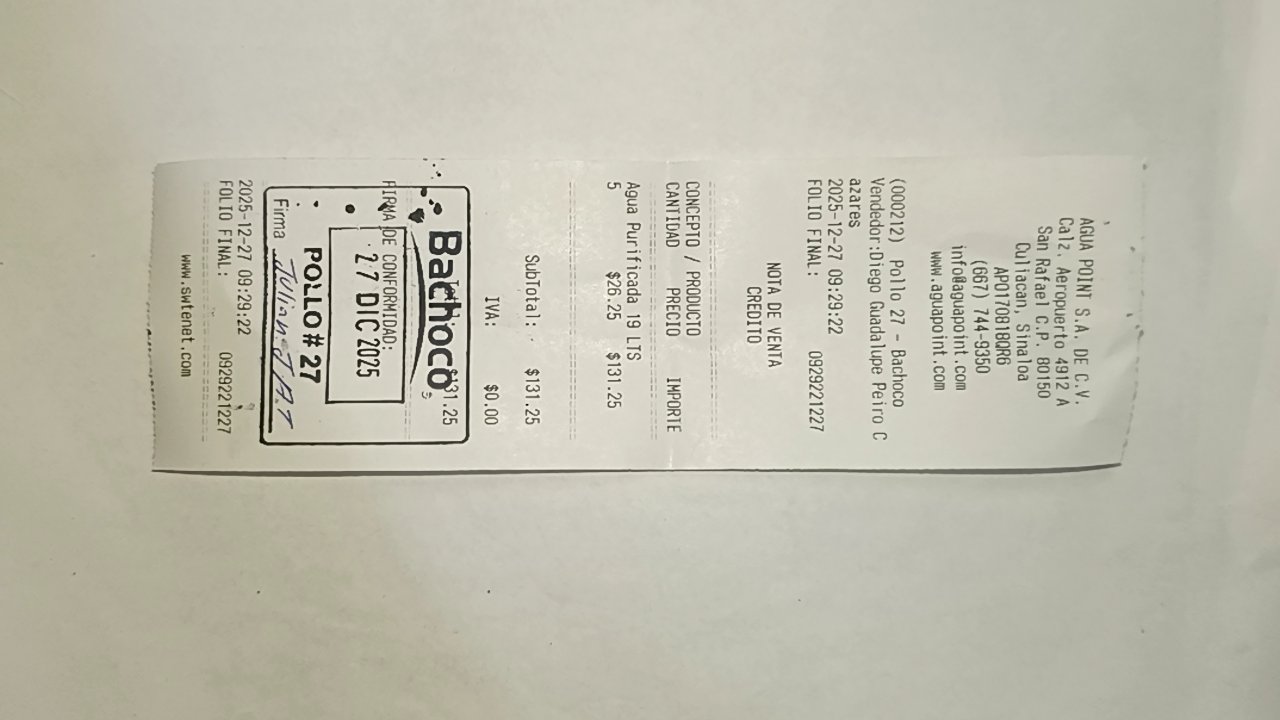 AGUA POINT S.A. DE C.V.
Calz. Aeropuerto 4912 A
San Rafael C.P. 80150
Culiacan, Sinaloa
APO170818QR6
(667) 744-9350
info@aguapoint.com
www.aguapoint.com
(000212) Pollo 27 - Bachoco
Vendedor:Diego Guadalupe Peiro C
azares
2025-12-27 09:29:22
FOLIO FINAL: 0929221227
NOTA DE VENTA
CREDITO
CONCEPTO / PRODUCTO
CANTIDAD PRECIO IMPORTE
Agua Purificada 19 LTS
5 $26.25 $131.25
SubTotal: $131.25
IVA: $0.00
$131.25
Bachoco
FIRMA DE CONFORMIDAD:
27 DIC 2025
POLLO # 27
Firma Julian
2025-12-27 09:29:22
FOLIO FINAL: 0929221227
www.swtenet.com